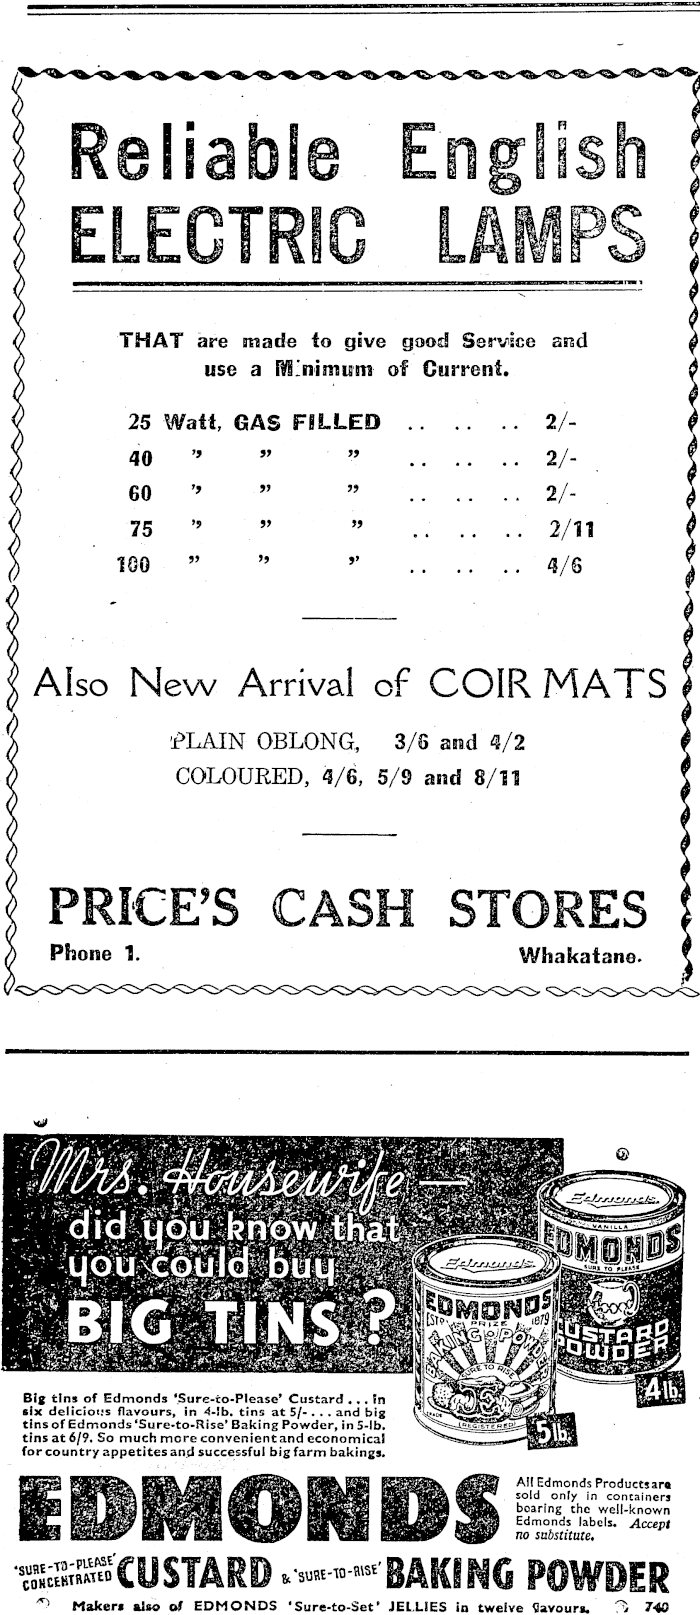 Reliable English
ELECTRIC LAMPS
THAT are made to give good Service and
use a Minimum of Current.
25 Watt, GAS FILLED .. .. .. 2/-
40 ” ” ” .. .. .. 2/-
60 ” ” ” .. .. .. 2/-
75 ” ” ” .. .. .. 2/11
100 ” ” ” .. .. .. 4/6
Also New Arrival of COIR MATS
PLAIN OBLONG, 3/6 and 4/2
COLOURED, 4/6, 5/9 and 8/11
PRICE'S CASH STORES
Phone 1. Whakatane.
Mrs. Housewife —
did you know that
you could buy
BIG TINS ?
Edmonds
VANILLA
EDMONDS
SURE TO PLEASE
CUSTARD
POWDER
4lb.
Edmonds
EDMONDS
ESTD PRIZE 1879
BAKING POWDER
SURE TO RISE
TRADE
REGISTERED
5lb.
Big tins of Edmonds 'Sure-to-Please' Custard . . . in
six delicious flavours, in 4-lb. tins at 5/- . . . and big
tins of Edmonds 'Sure-to-Rise' Baking Powder, in 5-lb.
tins at 6/9. So much more convenient and economical
for country appetites and successful big farm bakings.
EDMONDS
All Edmonds Products are
sold only in containers
bearing the well-known
Edmonds labels. Accept
no substitute.
'SURE-TO-PLEASE' CONCENTRATED CUSTARD & 'SURE-TO-RISE' BAKING POWDER
Makers also of EDMONDS 'Sure-to-Set' JELLIES in twelve flavours. 740